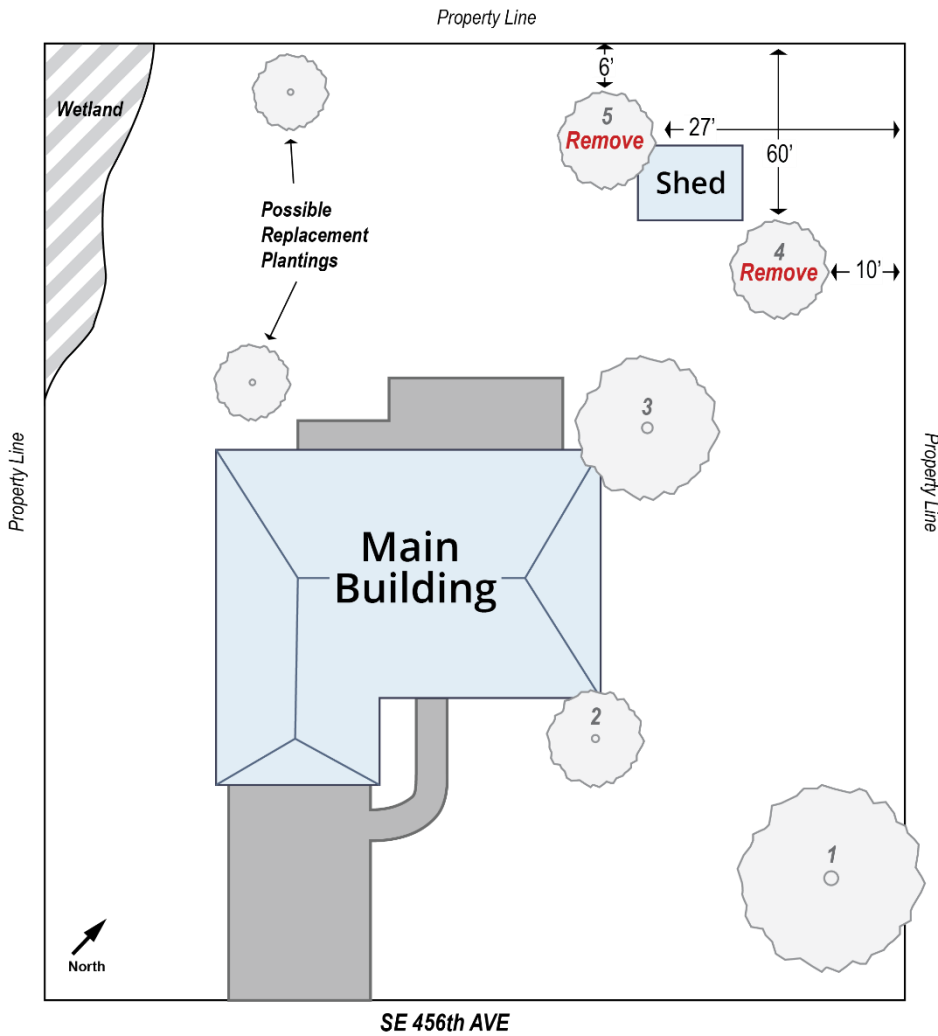 Property Line
Wetland
6’
5
Remove
27’
60’
Shed
Possible
Replacement
Plantings
4
Remove
10’
3
Property Line
Property Line
Main
Building
2
1
North
SE 456th AVE